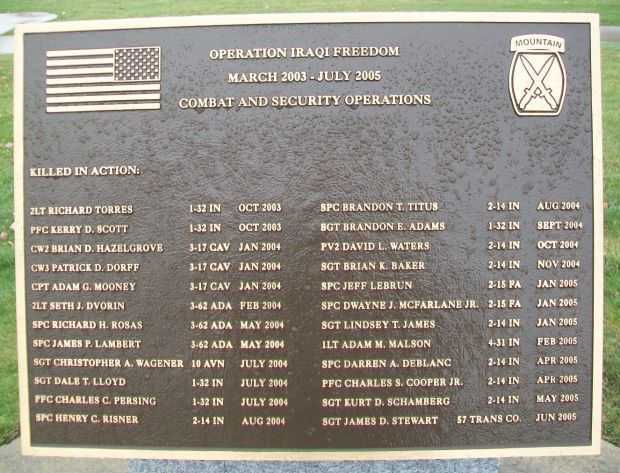 OPERATION IRAQI FREEDOM
MARCH 2003 - JULY 2005
COMBAT AND SECURITY OPERATIONS
MOUNTAIN
KILLED IN ACTION:
2LT RICHARD TORRES 1-32 IN OCT 2003
PFC KERRY D. SCOTT 1-32 IN OCT 2003
CW2 BRIAN D. HAZELGROVE 3-17 CAV JAN 2004
CW3 PATRICK D. DORFF 3-17 CAV JAN 2004
CPT ADAM G. MOONEY 3-17 CAV JAN 2004
2LT SETH J. DVORIN 3-62 ADA FEB 2004
SPC RICHARD H. ROSAS 3-62 ADA MAY 2004
SPC JAMES P. LAMBERT 3-62 ADA MAY 2004
SGT CHRISTOPHER A. WAGENER 10 AVN JULY 2004
SGT DALE T. LLOYD 1-32 IN JULY 2004
PFC CHARLES C. PERSING 1-32 IN JULY 2004
SPC HENRY C. RISNER 2-14 IN AUG 2004
SPC BRANDON T. TITUS 2-14 IN AUG 2004
SGT BRANDON E. ADAMS 1-32 IN SEPT 2004
PV2 DAVID L. WATERS 2-14 IN OCT 2004
SGT BRIAN K. BAKER 2-14 IN NOV 2004
SPC JEFF LEBRUN 2-15 FA JAN 2005
SPC DWAYNE J. MCFARLANE JR. 2-15 FA JAN 2005
SGT LINDSEY T. JAMES 2-14 IN JAN 2005
1LT ADAM M. MALSON 4-31 IN FEB 2005
SPC DARREN A. DEBLANC 2-14 IN APR 2005
PFC CHARLES S. COOPER JR. 2-14 IN APR 2005
SGT KURT D. SCHAMBERG 2-14 IN MAY 2005
SGT JAMES D. STEWART 57 TRANS CO. JUN 2005